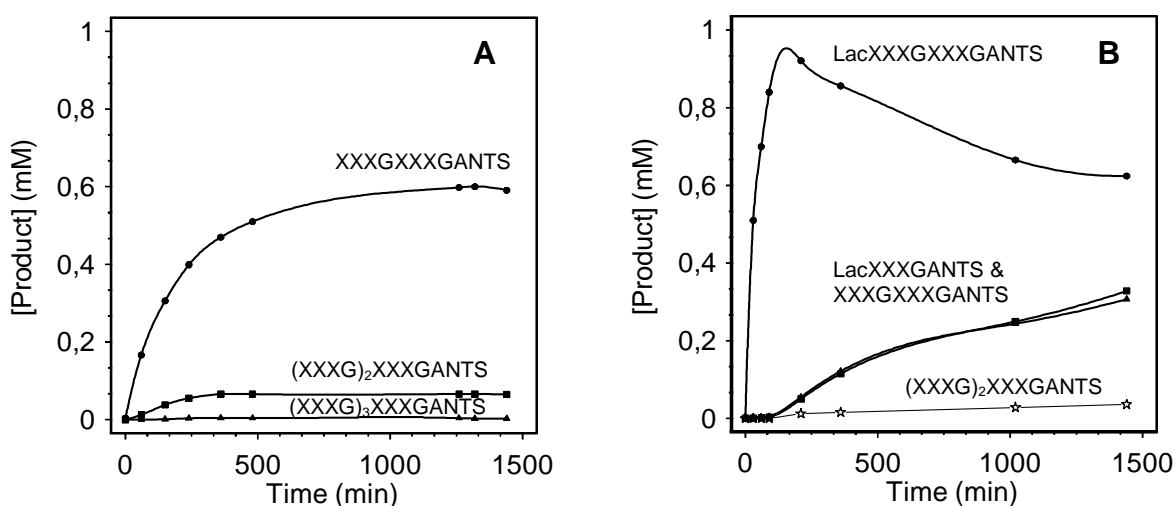 A
1
0,8
0,6
0,4
0,2
0
[Product] (mM)
XXXGXXXGANTS
(XXXG)₂XXXGANTS
(XXXG)₃XXXGANTS
0 500 1000 1500
Time (min)
B
1
0,8
0,6
0,4
0,2
0
[Product] (mM)
LacXXXGXXXGANTS
LacXXXGANTS &
XXXGXXXGANTS
(XXXG)₂XXXGANTS
0 500 1000 1500
Time (min)